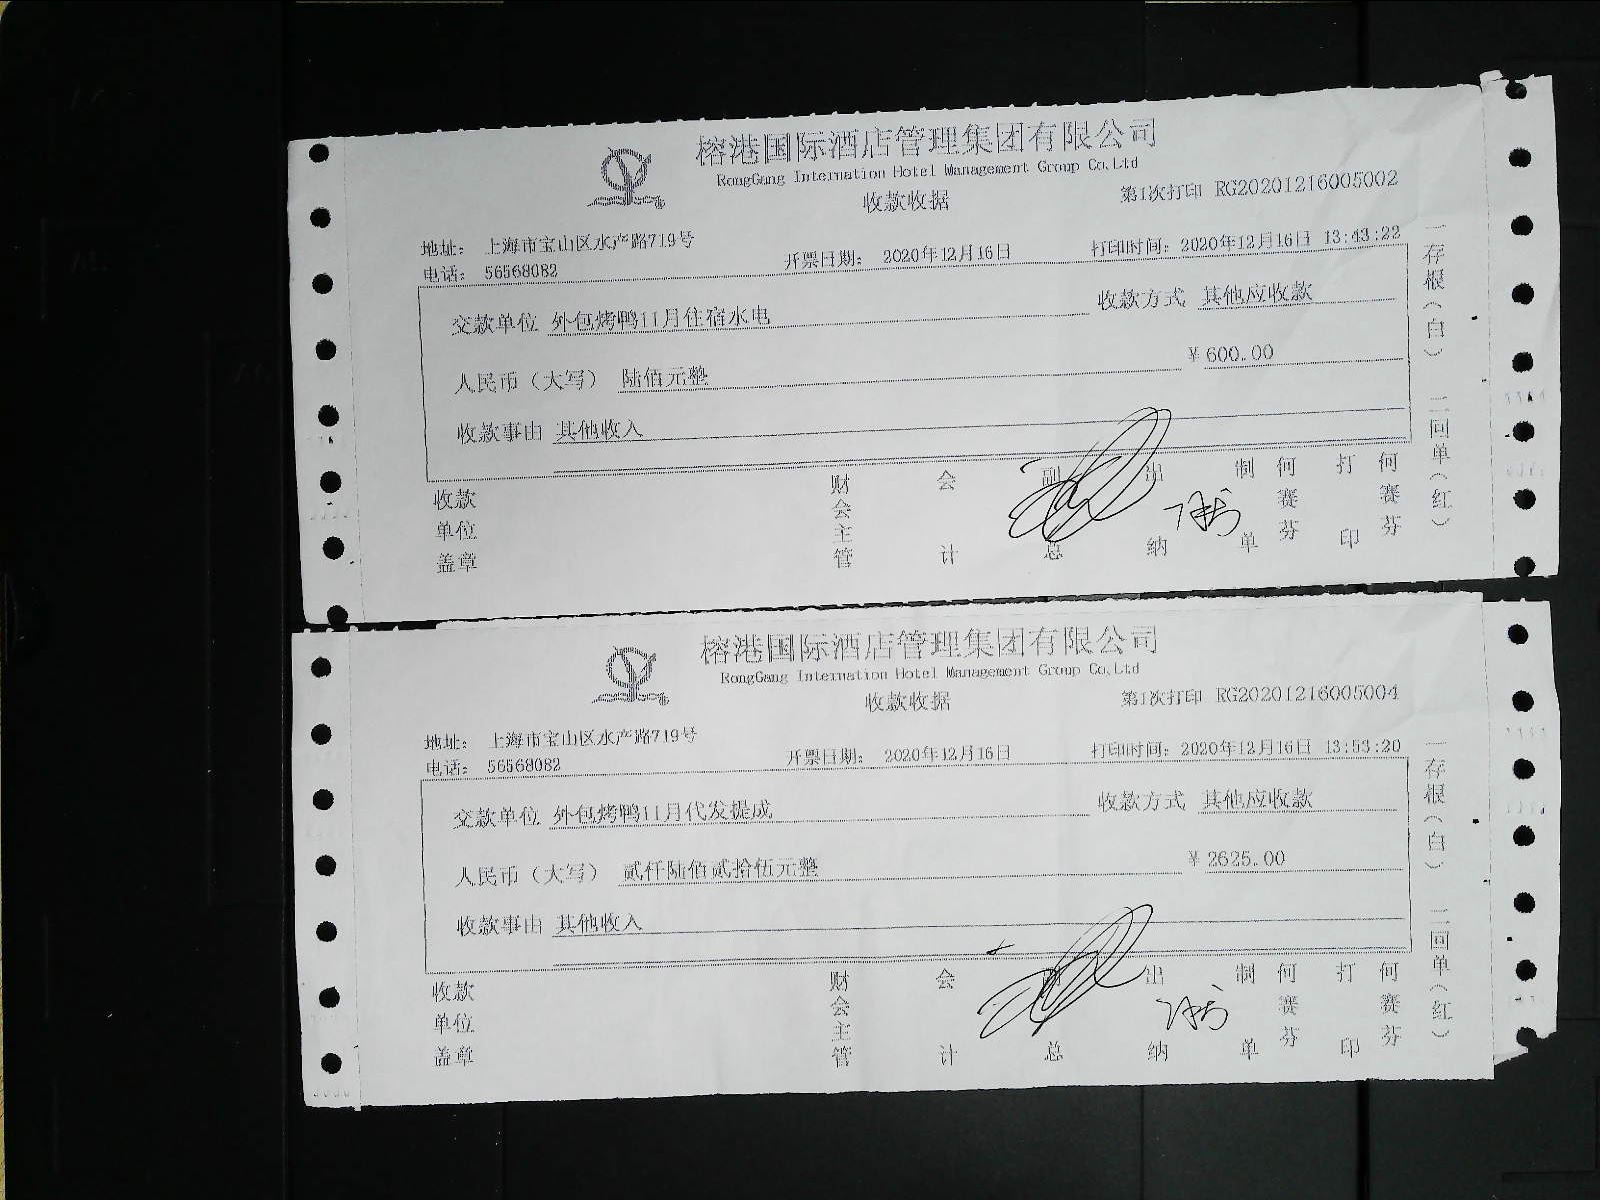 榕港国际酒店管理集团有限公司
RongGang Internation Hotel Management Group Co,Ltd
收款收据
第1次打印 RG20201216005002
地址: 上海市宝山区水产路719号
电话: 56568082
开票日期: 2020年12月16日
打印时间: 2020年12月16日 13:43:22
交款单位 外包烤鸭11月住宿水电
收款方式 其他应收款
人民币（大写） 陆佰元整
¥600.00
收款事由 其他收入
收款单位盖章
财会主管
会计
副总
出纳
制单
何赛芬
打印
何赛芬
一存根（白）
二回单（红）
榕港国际酒店管理集团有限公司
RongGang Internation Hotel Management Group Co,Ltd
收款收据
第1次打印 RG20201216005004
地址: 上海市宝山区水产路719号
电话: 56568082
开票日期: 2020年12月16日
打印时间: 2020年12月16日 13:53:20
交款单位 外包烤鸭11月代发提成
收款方式 其他应收款
人民币（大写） 贰仟陆佰贰拾伍元整
¥2625.00
收款事由 其他收入
收款单位盖章
财会主管
会计
副总
出纳
制单
何赛芬
打印
何赛芬
一存根（白）
二回单（红）